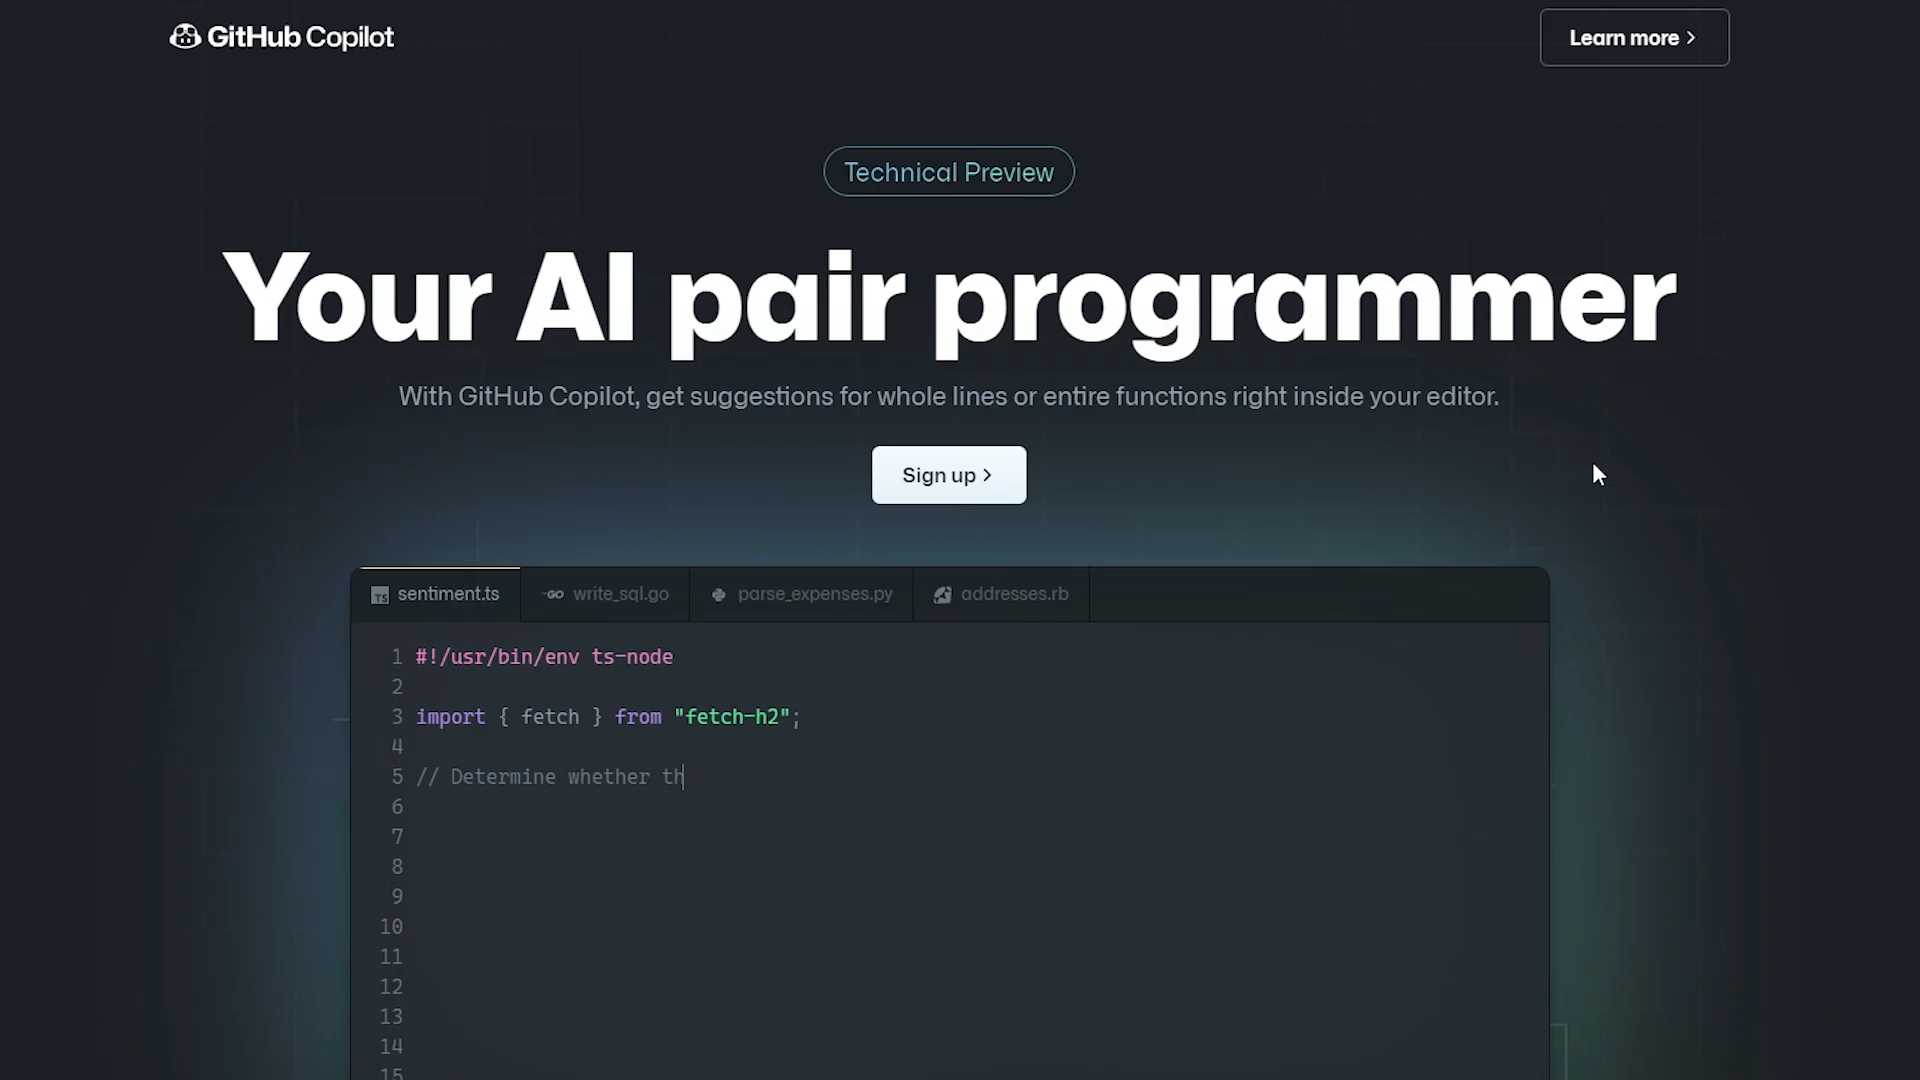 GitHub Copilot
Learn more >
Technical Preview
Your AI pair programmer
With GitHub Copilot, get suggestions for whole lines or entire functions right inside your editor.
Sign up >
TS sentiment.ts
GO write_sql.go
parse_expenses.py
addresses.rb
1 #!/usr/bin/env ts-node
2
3 import { fetch } from "fetch-h2";
4
5 // Determine whether th
6
7
8
9
10
11
12
13
14
15